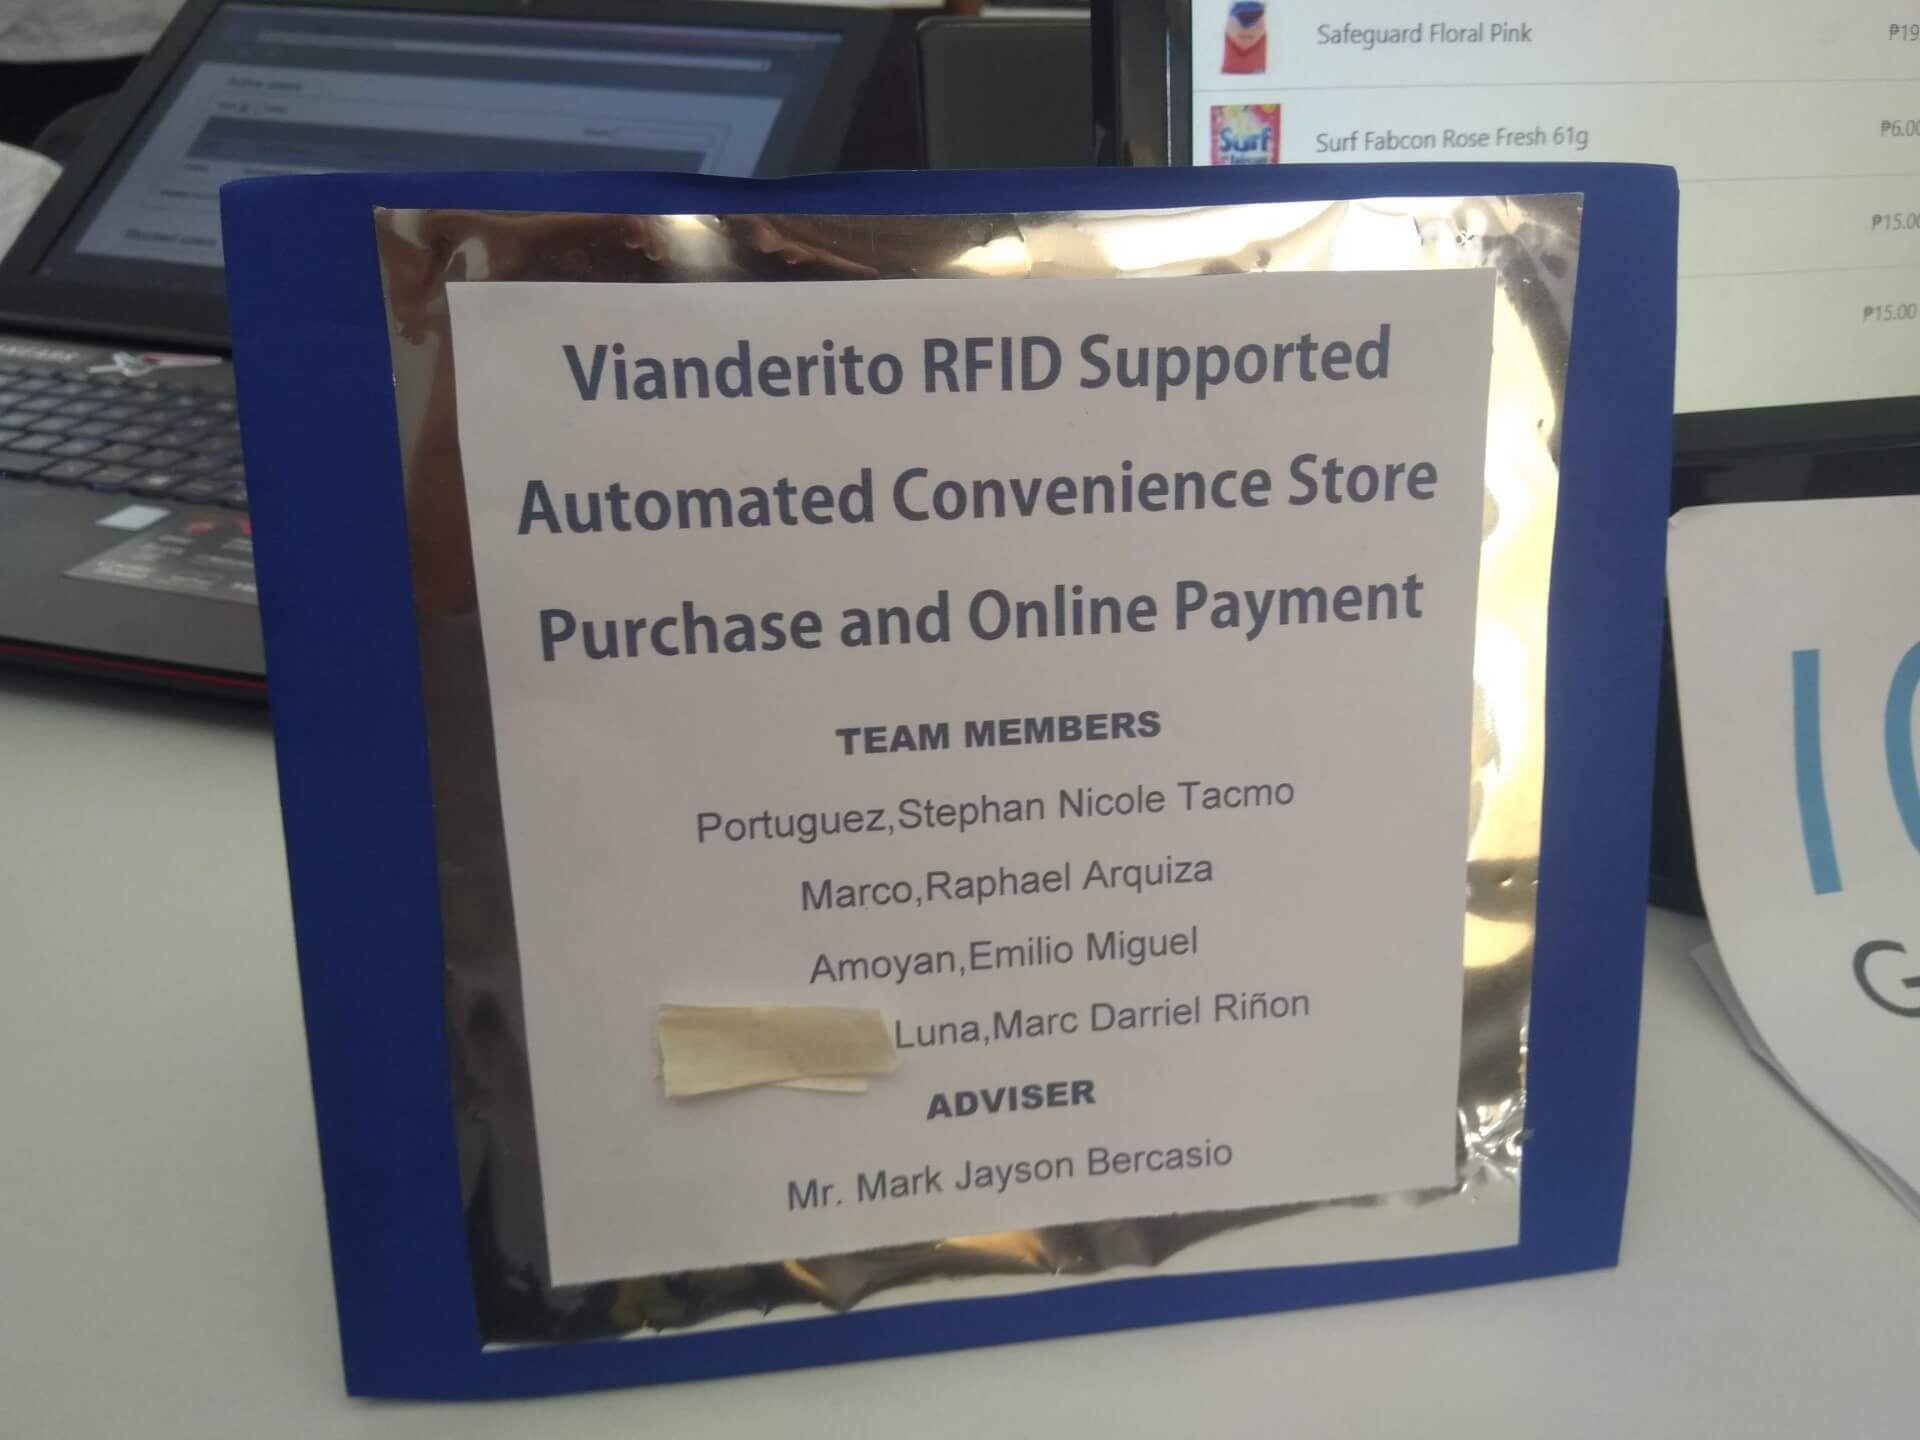 Safeguard Floral Pink
₱19
Surf
Surf Fabcon Rose Fresh 61g
₱6.00
₱15.00
₱15.00
Vianderito RFID Supported
Automated Convenience Store
Purchase and Online Payment
TEAM MEMBERS
Portuguez,Stephan Nicole Tacmo
Marco,Raphael Arquiza
Amoyan,Emilio Miguel
Luna,Marc Darriel Riñon
ADVISER
Mr. Mark Jayson Bercasio